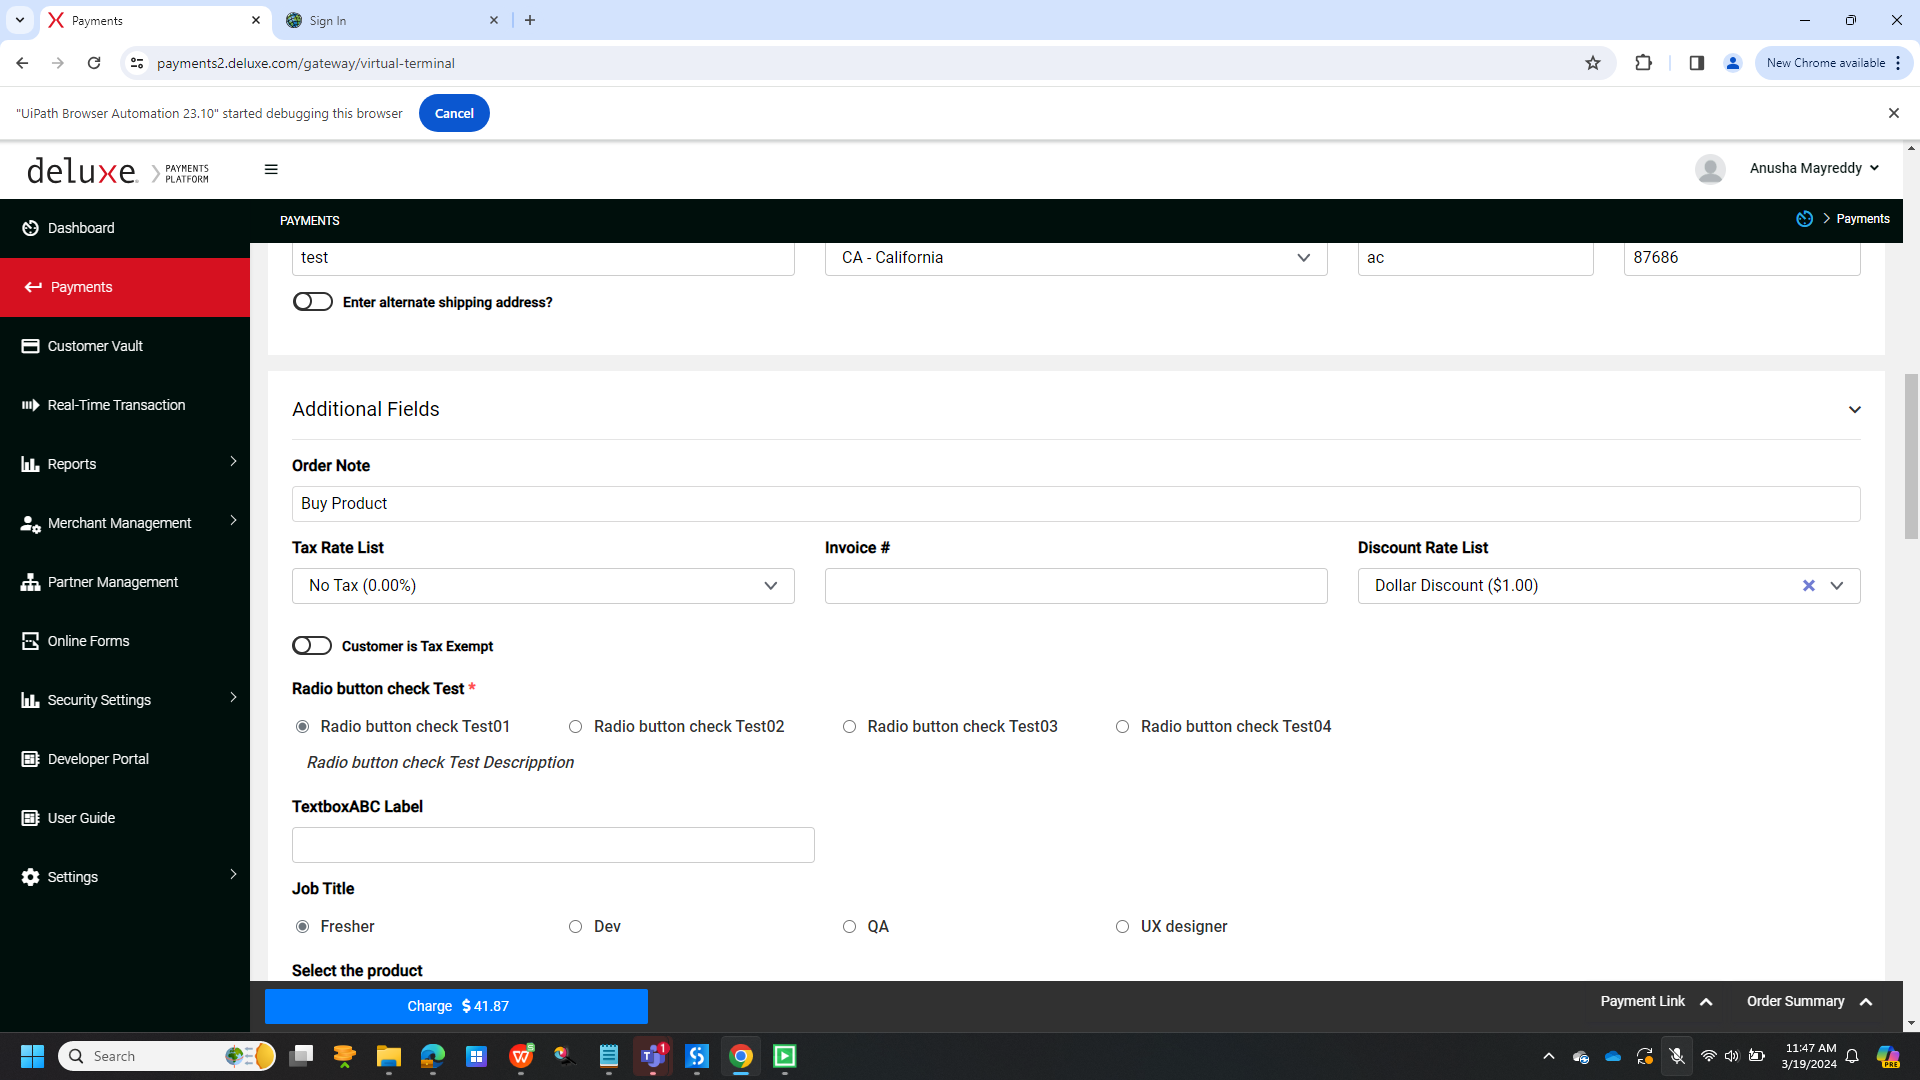 Payments
Sign In
payments2.deluxe.com/gateway/virtual-terminal
New Chrome available
"UiPath Browser Automation 23.10" started debugging this browser
Cancel
deluxe. PAYMENTS PLATFORM
Anusha Mayreddy
Dashboard
Payments
Customer Vault
Real-Time Transaction
Reports
Merchant Management
Partner Management
Online Forms
Security Settings
Developer Portal
User Guide
Settings
PAYMENTS
Payments
test
CA - California
ac
87686
Enter alternate shipping address?
Additional Fields
Order Note
Buy Product
Tax Rate List
Invoice #
Discount Rate List
No Tax (0.00%)
Dollar Discount ($1.00)
Customer is Tax Exempt
Radio button check Test *
Radio button check Test01
Radio button check Test02
Radio button check Test03
Radio button check Test04
Radio button check Test Descripption
TextboxABC Label
Job Title
Fresher
Dev
QA
UX designer
Select the product
Charge $ 41.87
Payment Link
Order Summary
Search
1
11:47 AM
3/19/2024
PRE